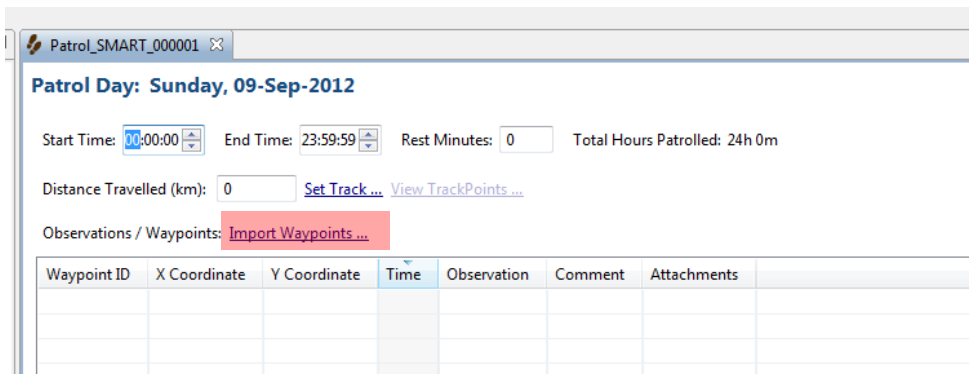 Patrol_SMART_000001
Patrol Day: Sunday, 09-Sep-2012
Start Time: 00:00:00 End Time: 23:59:59 Rest Minutes: 0 Total Hours Patrolled: 24h 0m
Distance Travelled (km): 0 Set Track ... View TrackPoints ...
Observations / Waypoints: Import Waypoints ...
Waypoint ID X Coordinate Y Coordinate Time Observation Comment Attachments